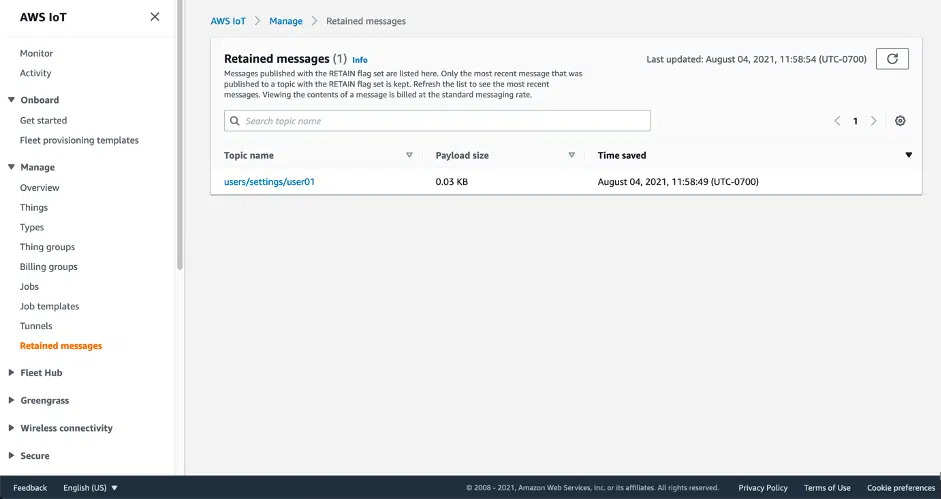 AWS IoT
Monitor
Activity
Onboard
Get started
Fleet provisioning templates
Manage
Overview
Things
Types
Thing groups
Billing groups
Jobs
Job templates
Tunnels
Retained messages
Fleet Hub
Greengrass
Wireless connectivity
Secure
AWS IoT Manage Retained messages
Retained messages (1) Info
Messages published with the RETAIN flag set are listed here. Only the most recent message that was
published to a topic with the RETAIN flag set is kept. Refresh the list to see the most recent
messages. Viewing the contents of a message is billed at the standard messaging rate.
Last updated: August 04, 2021, 11:58:54 (UTC-0700)
Search topic name
1
Topic name Payload size Time saved
users/settings/user01 0.03 KB August 04, 2021, 11:58:49 (UTC-0700)
Feedback English (US) © 2008 - 2021, Amazon Web Services, Inc. or its affiliates. All rights reserved. Privacy Policy Terms of Use Cookie preferences